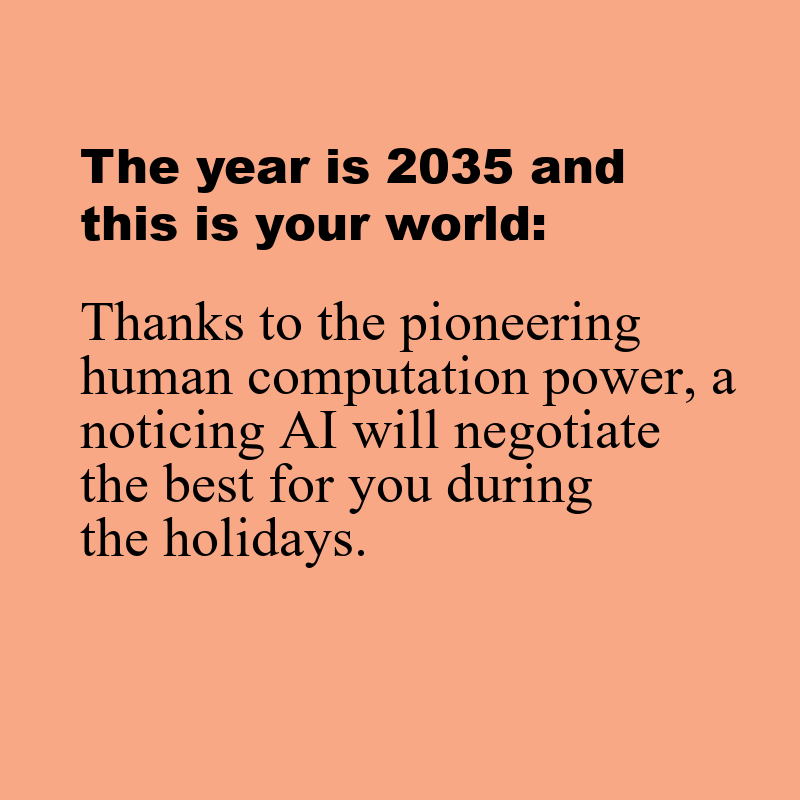 The year is 2035 and
this is your world:
Thanks to the pioneering
human computation power, a
noticing AI will negotiate
the best for you during
the holidays.